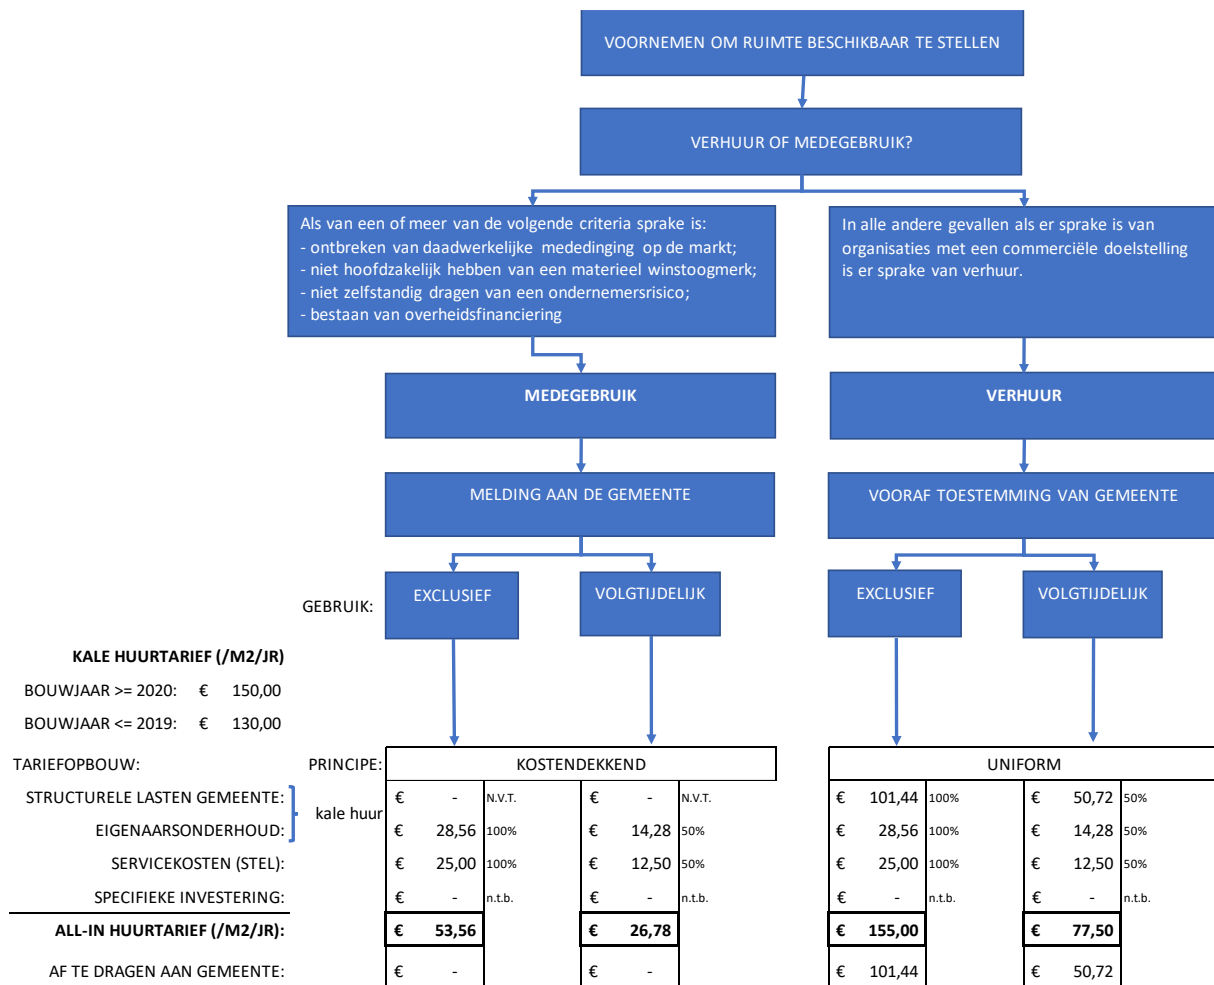 VOORNEMEN OM RUIMTE BESCHIKBAAR TE STELLEN
VERHUUR OF MEDEGEBRUIK?
Als van een of meer van de volgende criteria sprake is:
- ontbreken van daadwerkelijke mededinging op de markt;
- niet hoofdzakelijk hebben van een materieel winstoogmerk;
- niet zelfstandig dragen van een ondernemersrisico;
- bestaan van overheidsfinanciering
In alle andere gevallen als er sprake is van
organisaties met een commerciële doelstelling
is er sprake van verhuur.
MEDEGEBRUIK
VERHUUR
MELDING AAN DE GEMEENTE
VOORAF TOESTEMMING VAN GEMEENTE
GEBRUIK:
EXCLUSIEF
VOLGTIJDELIJK
EXCLUSIEF
VOLGTIJDELIJK
KALE HUURTARIEF (/M2/JR)
BOUWJAAR >= 2020: € 150,00
BOUWJAAR <= 2019: € 130,00
TARIEFOPBOUW: PRINCIPE: KOSTENDEKKEND UNIFORM
STRUCTURELE LASTEN GEMEENTE: € - N.V.T. € - N.V.T. € 101,44 100% € 50,72 50%
kale huur
EIGENAARSONDERHOUD: € 28,56 100% € 14,28 50% € 28,56 100% € 14,28 50%
SERVICEKOSTEN (STEL): € 25,00 100% € 12,50 50% € 25,00 100% € 12,50 50%
SPECIFIEKE INVESTERING: € - n.t.b. € - n.t.b. € - n.t.b. € - n.t.b.
ALL-IN HUURTARIEF (/M2/JR): € 53,56 € 26,78 € 155,00 € 77,50
AF TE DRAGEN AAN GEMEENTE: € - € - € 101,44 € 50,72